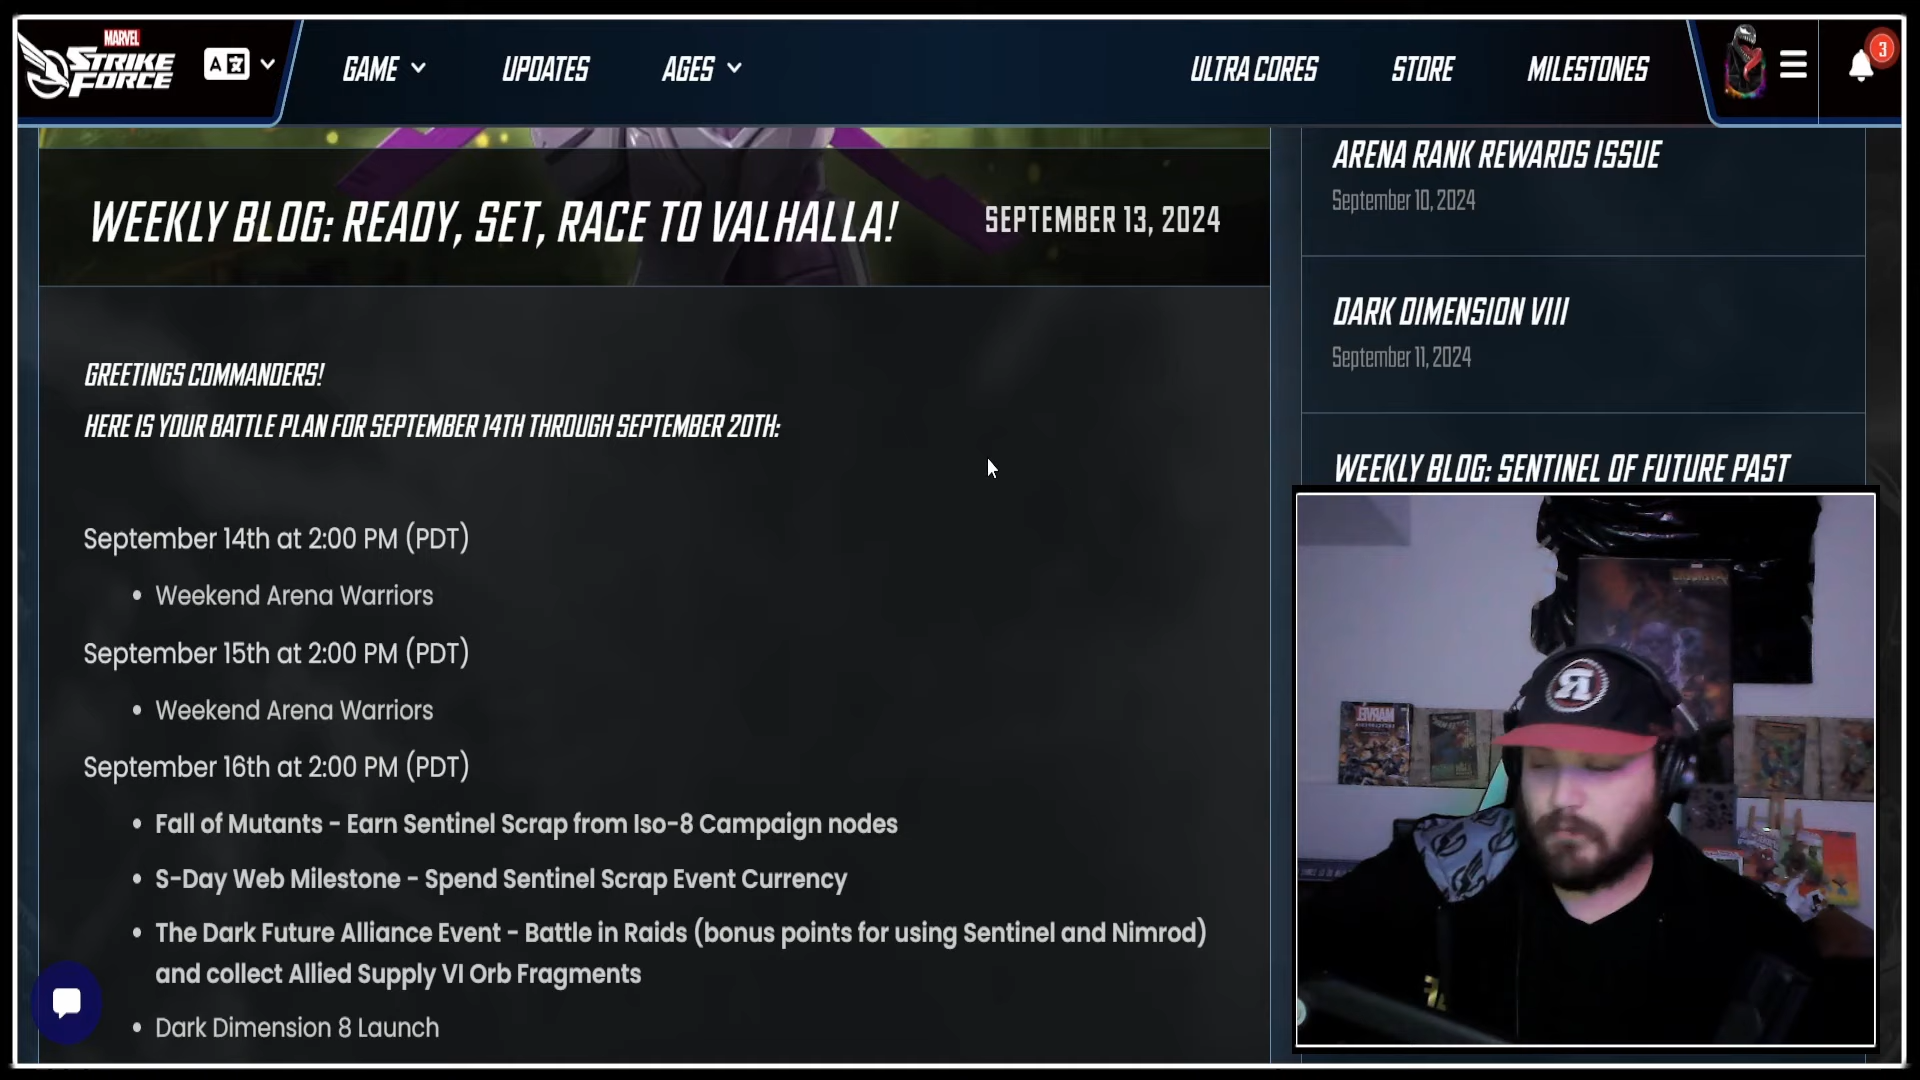 MARVEL
STRIKE
FORCE
GAME
UPDATES
AGES
ULTRA CORES
STORE
MILESTONES
3
WEEKLY BLOG: READY, SET, RACE TO VALHALLA!
SEPTEMBER 13, 2024
GREETINGS COMMANDERS!
HERE IS YOUR BATTLE PLAN FOR SEPTEMBER 14TH THROUGH SEPTEMBER 20TH:
September 14th at 2:00 PM (PDT)
• Weekend Arena Warriors
September 15th at 2:00 PM (PDT)
• Weekend Arena Warriors
September 16th at 2:00 PM (PDT)
• Fall of Mutants - Earn Sentinel Scrap from Iso-8 Campaign nodes
• S-Day Web Milestone - Spend Sentinel Scrap Event Currency
• The Dark Future Alliance Event - Battle in Raids (bonus points for using Sentinel and Nimrod)
and collect Allied Supply VI Orb Fragments
• Dark Dimension 8 Launch
ARENA RANK REWARDS ISSUE
September 10, 2024
DARK DIMENSION VIII
September 11, 2024
WEEKLY BLOG: SENTINEL OF FUTURE PAST
MARVEL
R